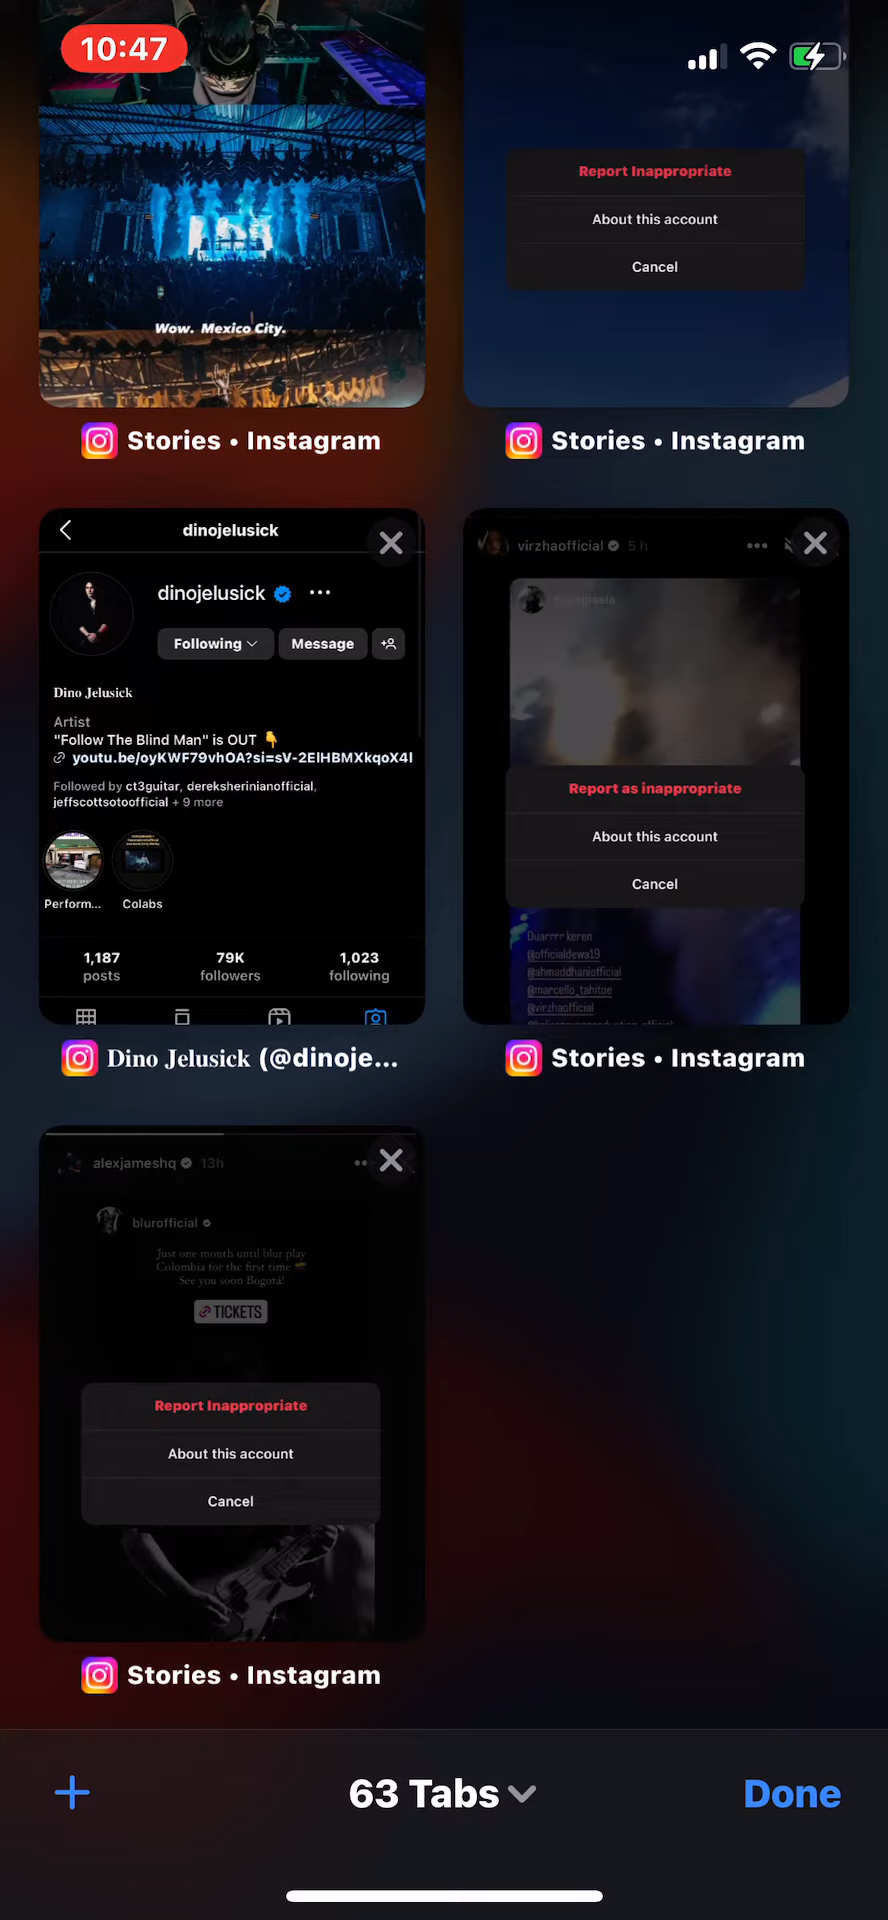 10:47
Wow. Mexico City.
Report Inappropriate
About this account
Cancel
Stories • Instagram
Stories • Instagram
dinojelusick
dinojelusick
Following
Message
Dino Jelusick
Artist
"Follow The Blind Man" is OUT 👇
youtu.be/oyKWF79vhOA?si=sV-2EIHBMXkqoX4l
Followed by ct3guitar, dereksherinianofficial,
jeffscottsotoofficial + 9 more
Perform...
Colabs
1,187
posts
79K
followers
1,023
following
Dino Jelusick (@dinoje...
virzhaofficial 5 h
Report as inappropriate
About this account
Cancel
Duarrrr keren
@officialdewa19
@ahmaddhaniofficial
@marcello_tahitoe
@virzhaofficial
Stories • Instagram
alexjameshq 13h
blurofficial
Just one month until blur play
Colombia for the first time 🇨🇴
See you soon Bogotá!
TICKETS
Report Inappropriate
About this account
Cancel
Stories • Instagram
63 Tabs
Done